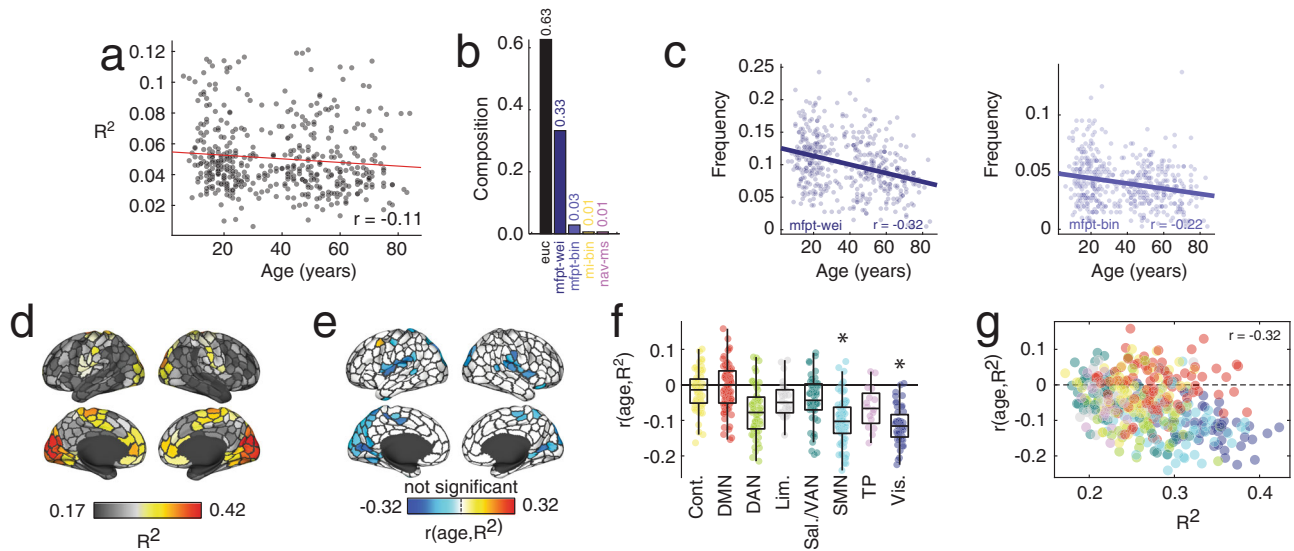 a
R²
0.12
0.1
0.08
0.06
0.04
0.02
20 40 60 80
Age (years)
r = -0.11
b
Composition
0.6
0.4
0.2
0.0
0.63
0.33
0.03
0.01
0.01
euc
mfpt-wei
mfpt-bin
mi-bin
nav-ms
c
Frequency
0.25
0.2
0.15
0.1
0.05
0
20 40 60 80
Age (years)
mfpt-wei
r = -0.32
Frequency
0.1
0.05
0
20 40 60 80
Age (years)
mfpt-bin
r = -0.22
d
0.17 0.42
R²
e
not significant
-0.32 0.32
r(age,R²)
f
r(age,R²)
0.1
0
-0.1
-0.2
*
*
Cont.
DMN
DAN
Lim.
Sal./VAN
SMN
TP
Vis.
g
r(age,R²)
0.1
0
-0.1
-0.2
r = -0.32
0.2 0.3 0.4
R²